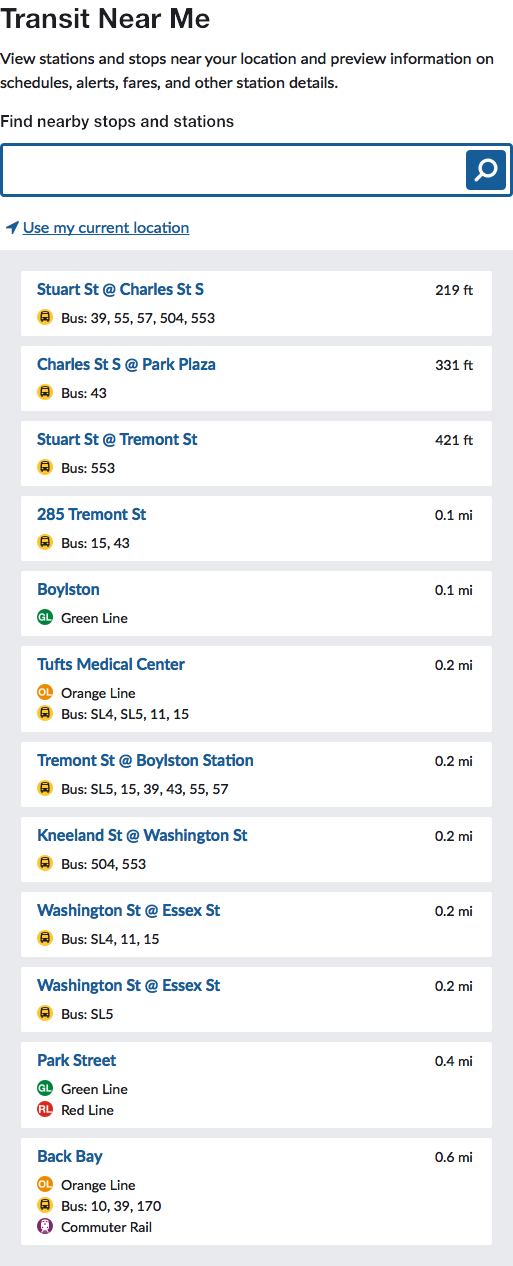 Transit Near Me
View stations and stops near your location and preview information on
schedules, alerts, fares, and other station details.
Find nearby stops and stations
Use my current location
Stuart St @ Charles St S 219 ft
Bus: 39, 55, 57, 504, 553
Charles St S @ Park Plaza 331 ft
Bus: 43
Stuart St @ Tremont St 421 ft
Bus: 553
285 Tremont St 0.1 mi
Bus: 15, 43
Boylston 0.1 mi
GL Green Line
Tufts Medical Center 0.2 mi
OL Orange Line
Bus: SL4, SL5, 11, 15
Tremont St @ Boylston Station 0.2 mi
Bus: SL5, 15, 39, 43, 55, 57
Kneeland St @ Washington St 0.2 mi
Bus: 504, 553
Washington St @ Essex St 0.2 mi
Bus: SL4, 11, 15
Washington St @ Essex St 0.2 mi
Bus: SL5
Park Street 0.4 mi
GL Green Line
RL Red Line
Back Bay 0.6 mi
OL Orange Line
Bus: 10, 39, 170
Commuter Rail